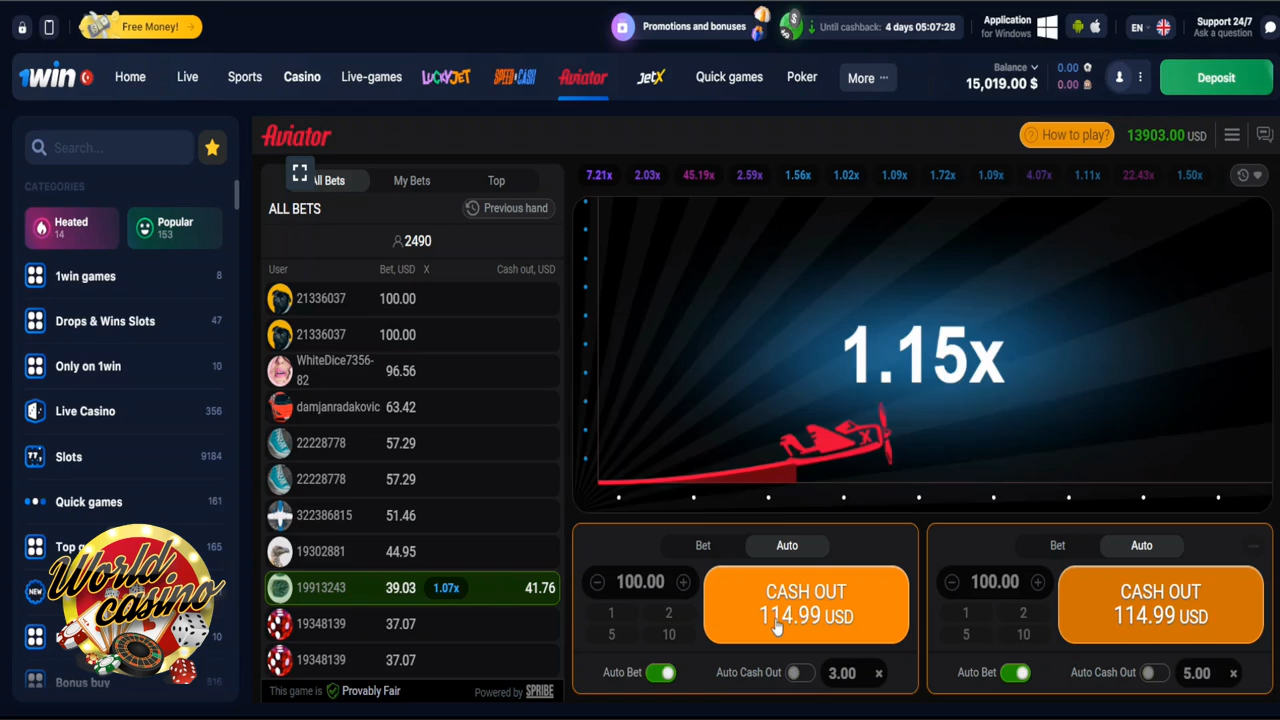 Free Money!
Promotions and bonuses
Until cashback: 4 days 05:07:28
Application
for Windows
EN
Support 24/7
Ask a question
1win
Home
Live
Sports
Casino
Live-games
LUCKYJET
SPEED&CASH
Aviator
JetX
Quick games
Poker
More ...
Balance
15,019.00 $
0.00
0.00
Deposit
Search...
CATEGORIES
Heated
14
Popular
153
1win games 8
Drops & Wins Slots 47
Only on 1win 10
Live Casino 356
Slots 9184
Quick games 161
Top g 165
NEW
10
Bonus buy 816
World
casino
Aviator
How to play?
13903.00 USD
ll Bets
My Bets
Top
ALL BETS
Previous hand
2490
User Bet, USD X Cash out, USD
21336037 100.00
21336037 100.00
WhiteDice7356-
82 96.56
damjanradakovic 63.42
22228778 57.29
22228778 57.29
322386815 51.46
19302881 44.95
19913243 39.03 1.07x 41.76
19348139 37.07
19348139 37.07
This game is Provably Fair
Powered by SPRIBE
7.21x 2.03x 45.19x 2.59x 1.56x 1.02x 1.09x 1.72x 1.09x 4.07x 1.11x 22.43x 1.50x
1.15x
X
Bet Auto
100.00
1 2
5 10
CASH OUT
114.99 USD
Auto Bet
Auto Cash Out 3.00 x
Bet Auto
100.00
1 2
5 10
CASH OUT
114.99 USD
Auto Bet
Auto Cash Out 5.00 x